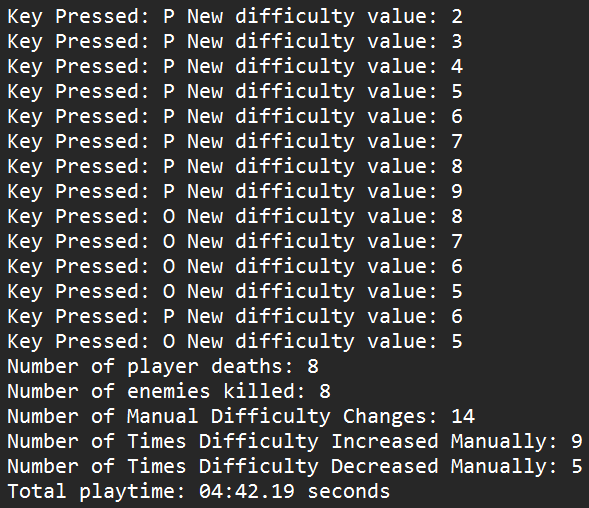 Key Pressed: P New difficulty value: 2
Key Pressed: P New difficulty value: 3
Key Pressed: P New difficulty value: 4
Key Pressed: P New difficulty value: 5
Key Pressed: P New difficulty value: 6
Key Pressed: P New difficulty value: 7
Key Pressed: P New difficulty value: 8
Key Pressed: P New difficulty value: 9
Key Pressed: O New difficulty value: 8
Key Pressed: O New difficulty value: 7
Key Pressed: O New difficulty value: 6
Key Pressed: O New difficulty value: 5
Key Pressed: P New difficulty value: 6
Key Pressed: O New difficulty value: 5
Number of player deaths: 8
Number of enemies killed: 8
Number of Manual Difficulty Changes: 14
Number of Times Difficulty Increased Manually: 9
Number of Times Difficulty Decreased Manually: 5
Total playtime: 04:42.19 seconds